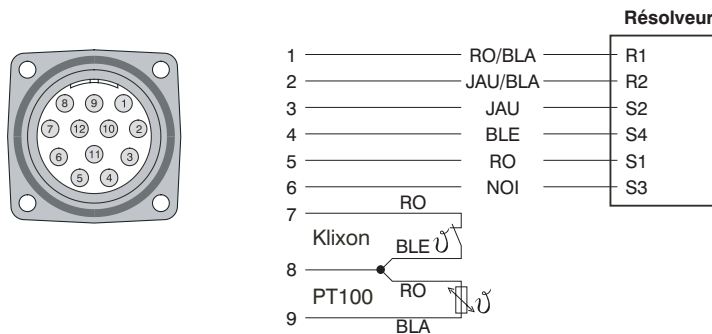 Résolveur
1 RO/BLA R1
2 JAU/BLA R2
3 JAU S2
4 BLE S4
5 RO S1
6 NOI S3
7 RO
Klixon
BLE ϑ
8
PT100 RO ϑ
9 BLA
8 9 1
7 12 10 2
6 11 3
5 4